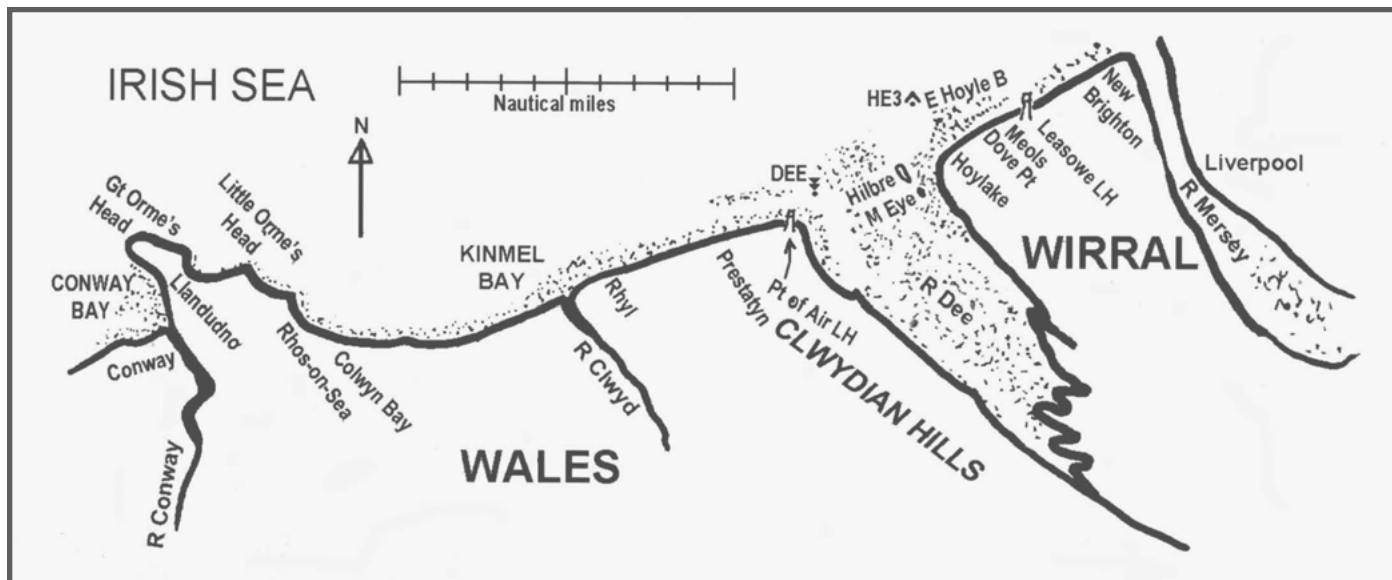 IRISH SEA
Nautical miles
N
Gt Orme's
Head
Little Orme's
Head
CONWAY
BAY
Llandudno
Conway
R Conway
Rhos-on-Sea
Colwyn Bay
KINMEL
BAY
Rhyl
R Clwyd
WALES
Prestatyn
Pt of Air LH
CLWYDIAN HILLS
DEE
Hilbre
M Eye
R Dee
HE3
E Hoyle B
Hoylake
Dove Pt
Meols
Leasowe LH
New
Brighton
WIRRAL
Liverpool
R Mersey